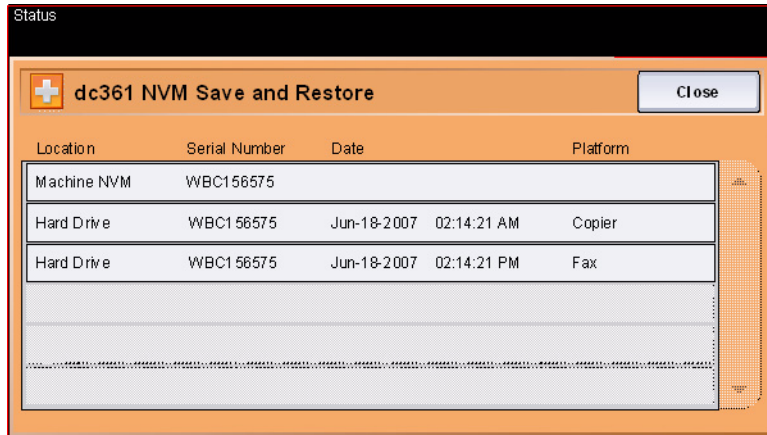 Status
dc361 NVM Save and Restore
Close
Location Serial Number Date Platform
Machine NVM WBC156575
Hard Drive WBC156575 Jun-18-2007 02:14:21 AM Copier
Hard Drive WBC156575 Jun-18-2007 02:14:21 PM Fax